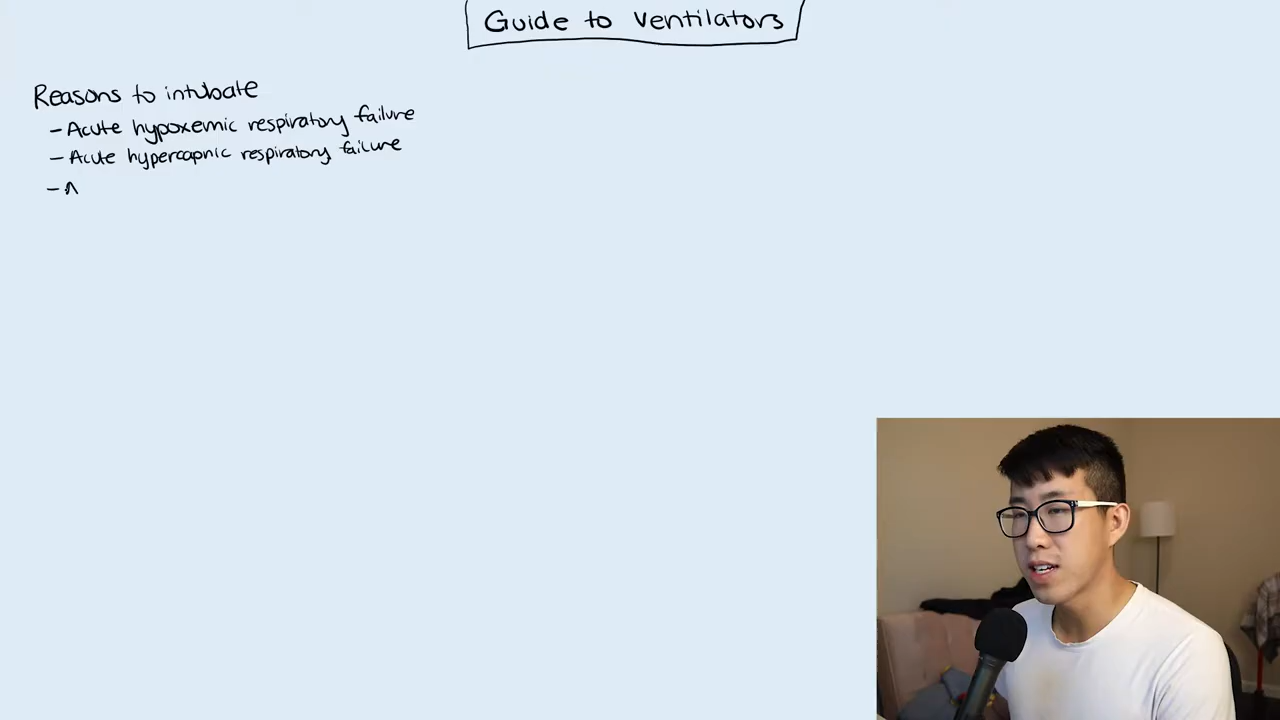 Guide to Ventilators
Reasons to intubate
- Acute hypoxemic respiratory failure
- Acute hypercapnic respiratory failure
-